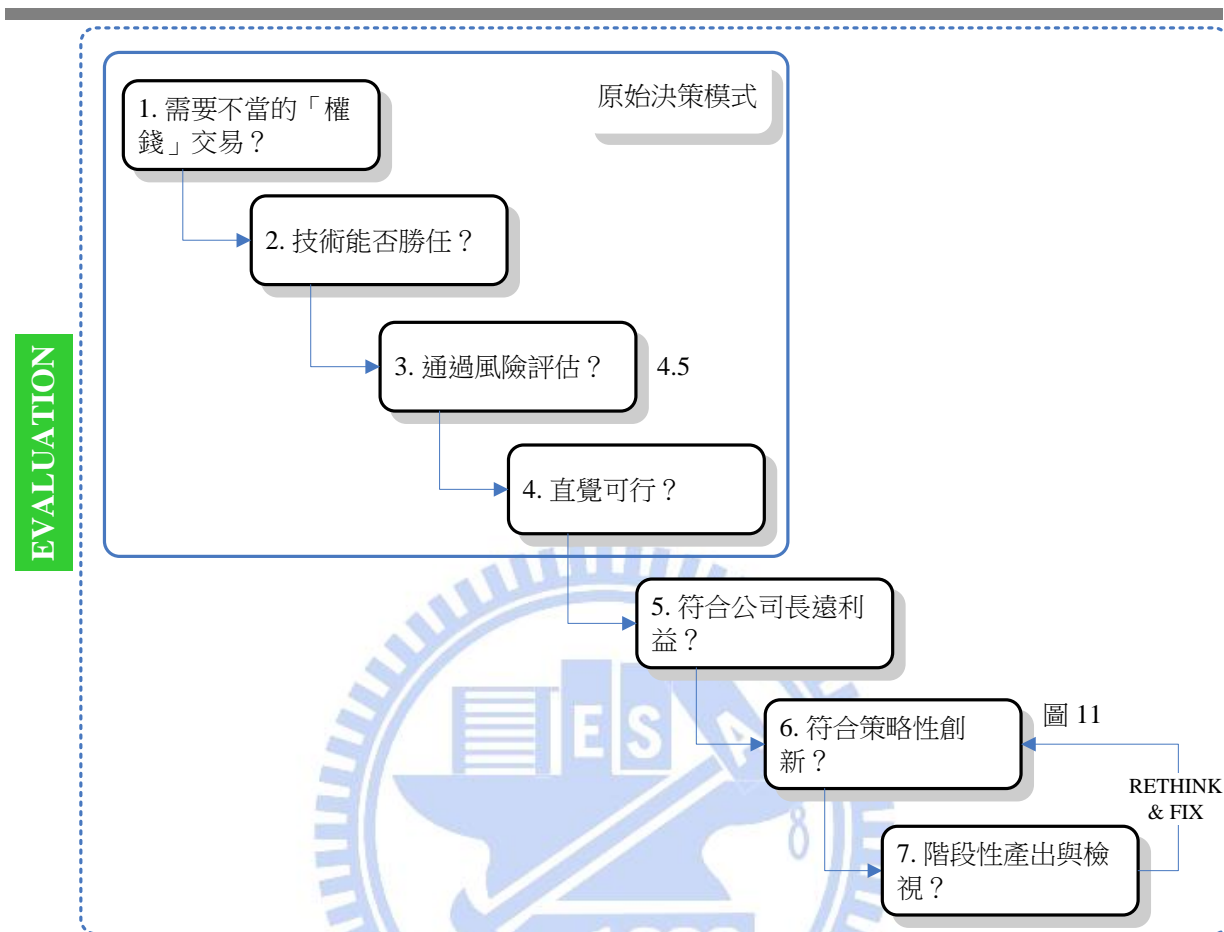 原始決策模式
1. 需要不當的「權
錢」交易？
2. 技術能否勝任？
3. 通過風險評估？
4.5
4. 直覺可行？
EVALUATION
5. 符合公司長遠利
益？
6. 符合策略性創
新？
圖 11
RETHINK
& FIX
7. 階段性產出與檢
視？
E S A
8